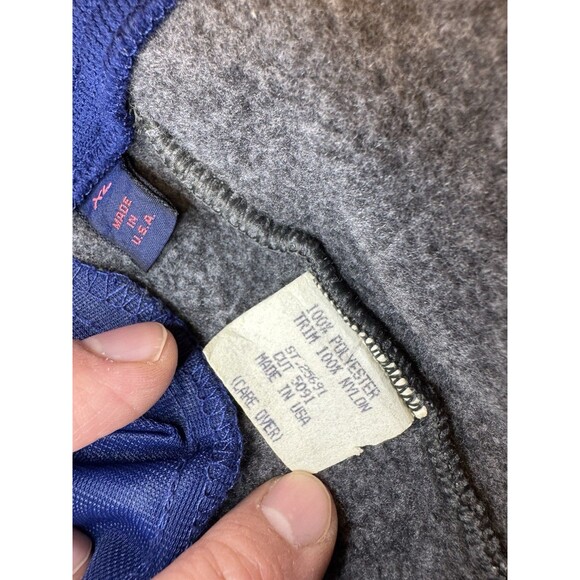 XL
MADE
IN
U.S.A.
100% POLYESTER
TRIM 100% NYLON
ST 25691
CUT 5091
MADE IN USA
(CARE OVER)